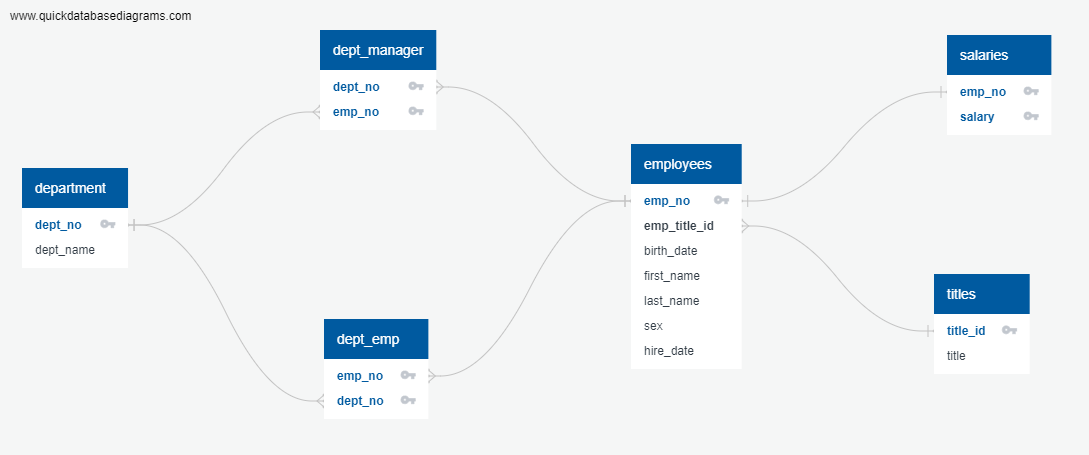 www.quickdatabasediagrams.com
department
dept_no
dept_name
dept_manager
dept_no
emp_no
dept_emp
emp_no
dept_no
employees
emp_no
emp_title_id
birth_date
first_name
last_name
sex
hire_date
salaries
emp_no
salary
titles
title_id
title